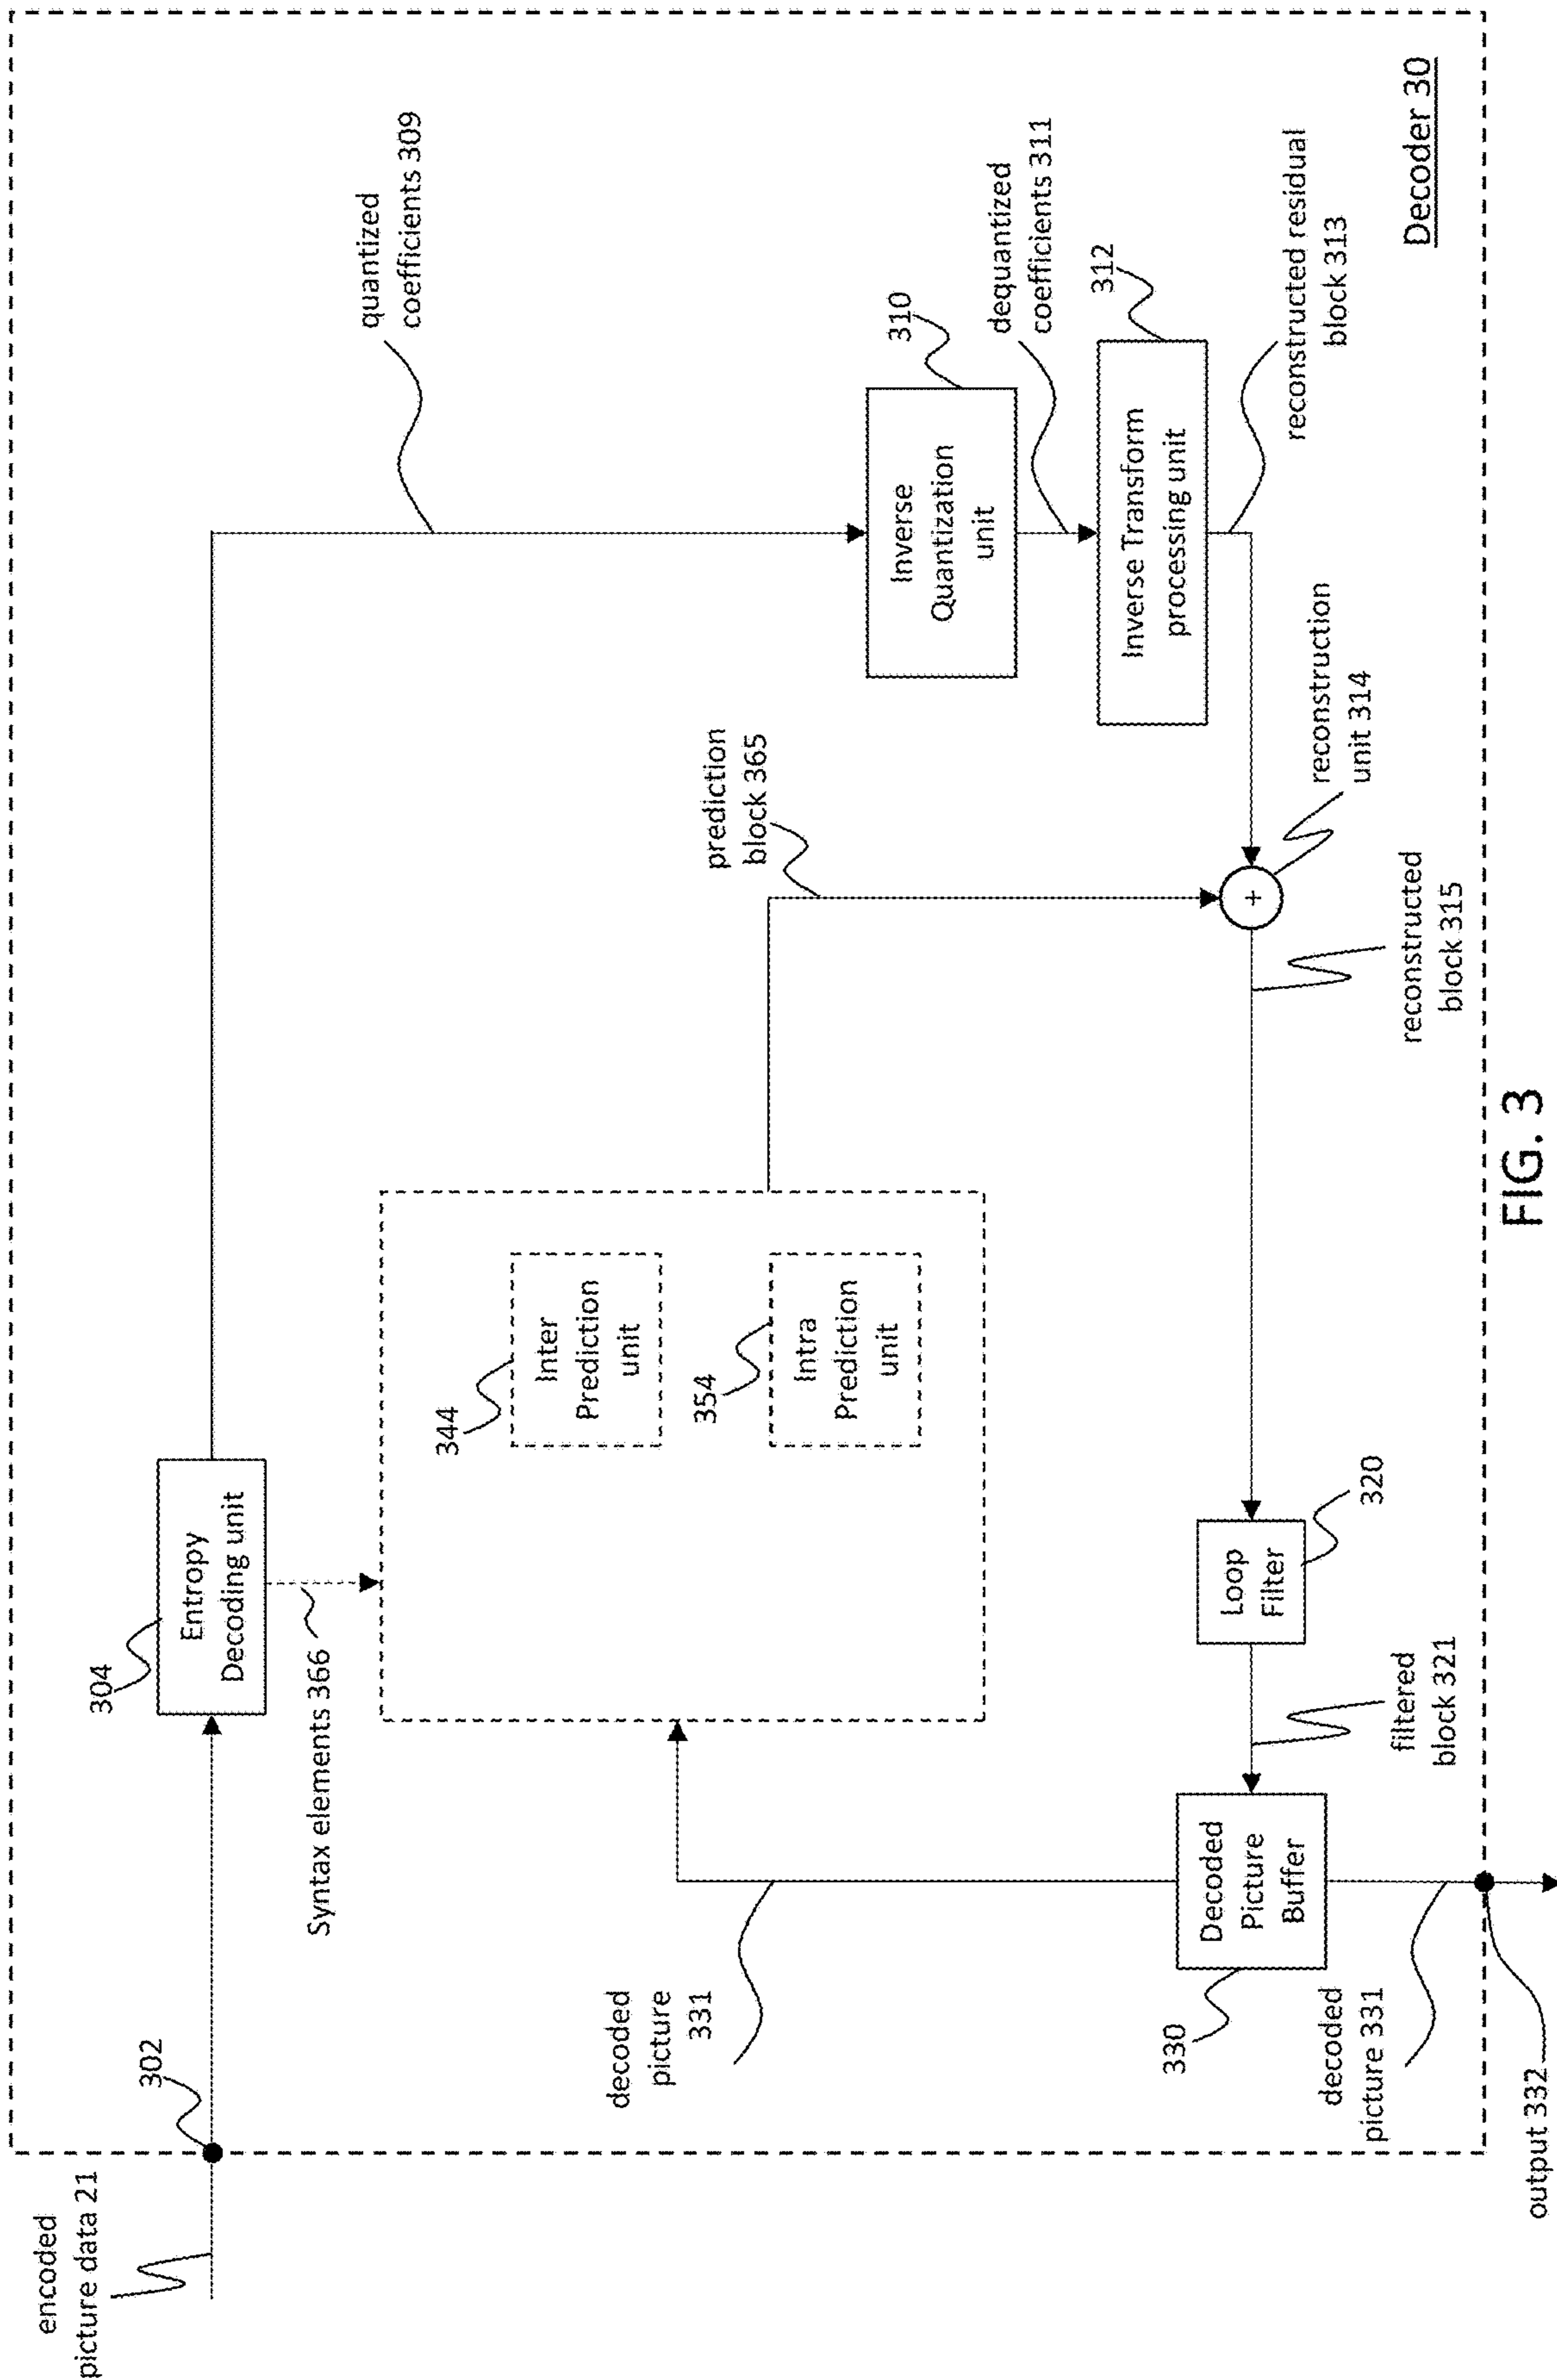 encoded
picture data 21
302
304
Entropy
Decoding unit
Syntax elements 366
quantized
coefficients 309
344
Inter
Prediction
unit
354
Intra
Prediction
unit
prediction
block 365
310
Inverse
Quantization
unit
dequantized
coefficients 311
312
Inverse Transform
processing unit
reconstructed residual
block 313
decoded
picture
331
330
Decoded
Picture
Buffer
decoded
picture 331
output 332
filtered
block 321
Loop
Filter
320
reconstructed
block 315
+
reconstruction
unit 314
Decoder 30
FIG. 3